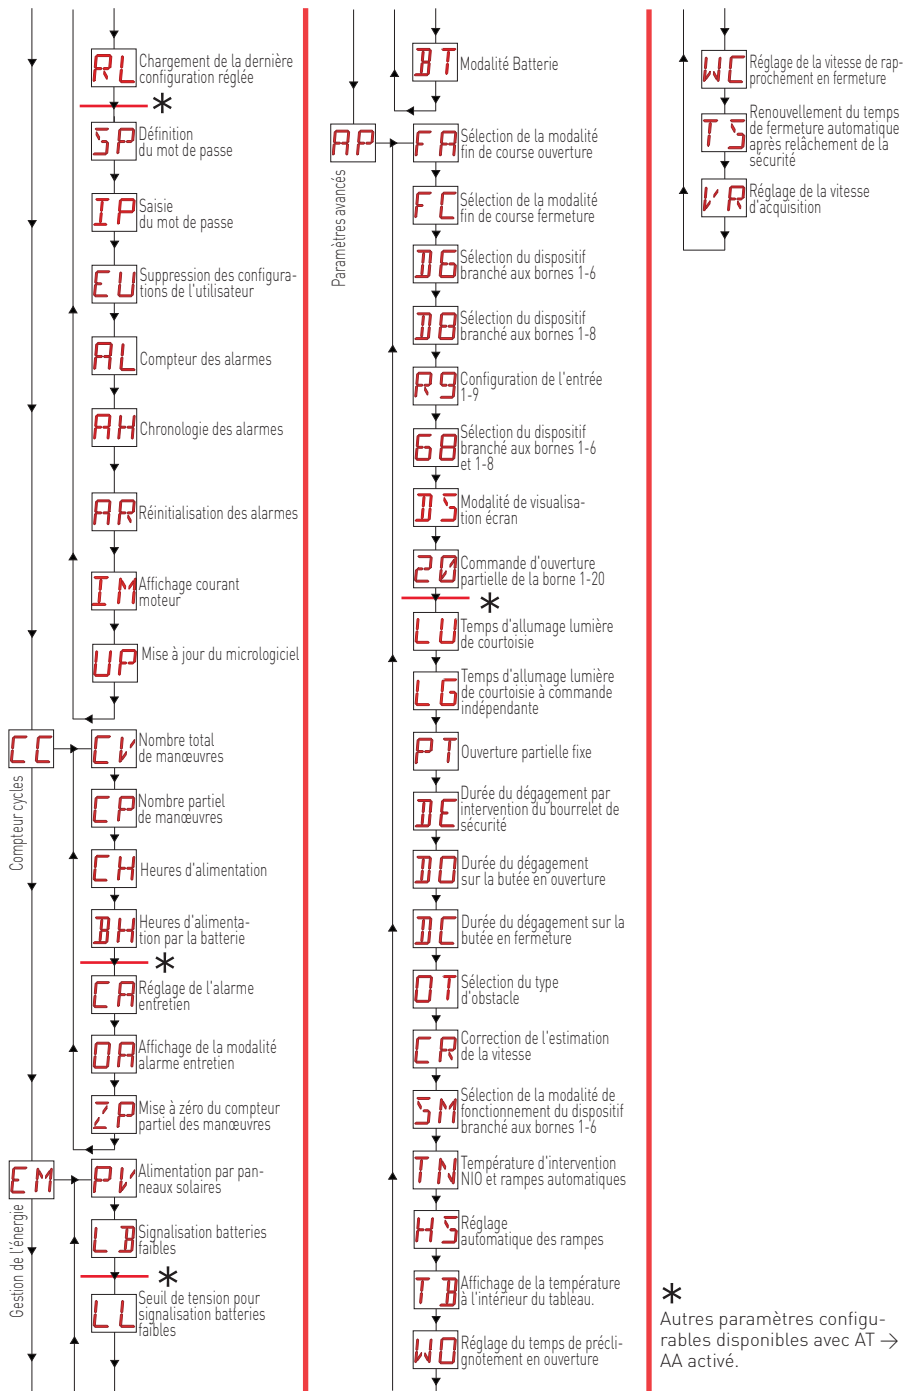 RL
Chargement de la dernière
configuration réglée
*
SP
Définition
du mot de passe
IP
Saisie
du mot de passe
EU
Suppression des configura-
tions de l'utilisateur
AL
Compteur des alarmes
AH
Chronologie des alarmes
AR
Réinitialisation des alarmes
IM
Affichage courant
moteur
UP
Mise à jour du micrologiciel
CC
Compteur cycles
CV
Nombre total
de manœuvres
CP
Nombre partiel
de manœuvres
CH
Heures d'alimentation
BH
Heures d'alimenta-
tion par la batterie
*
CA
Réglage de l'alarme
entretien
OA
Affichage de la modalité
alarme entretien
ZP
Mise à zéro du compteur
partiel des manœuvres
EM
Gestion de l'énergie
PV
Alimentation par pan-
neaux solaires
LB
Signalisation batteries
faibles
*
LL
Seuil de tension pour
signalisation batteries
faibles
BT
Modalité Batterie
AP
Paramètres avancés
FA
Sélection de la modalité
fin de course ouverture
FC
Sélection de la modalité
fin de course fermeture
D6
Sélection du dispositif
branché aux bornes 1-6
D8
Sélection du dispositif
branché aux bornes 1-8
R9
Configuration de l'entrée
1-9
68
Sélection du dispositif
branché aux bornes 1-6
et 1-8
DS
Modalité de visualisa-
tion écran
20
Commande d'ouverture
partielle de la borne 1-20
*
LU
Temps d'allumage lumière
de courtoisie
LG
Temps d'allumage lumière
de courtoisie à commande
indépendante
PT
Ouverture partielle fixe
DE
Durée du dégagement par
intervention du bourrelet de
sécurité
DO
Durée du dégagement
sur la butée en ouverture
DC
Durée du dégagement sur la
butée en fermeture
OT
Sélection du type
d'obstacle
CR
Correction de l'estimation
de la vitesse
SM
Sélection de la modalité de
fonctionnement du dispositif
branché aux bornes 1-6
TN
Température d'intervention
NIO et rampes automatiques
HS
Réglage
automatique des rampes
TB
Affichage de la température
à l'intérieur du tableau.
WO
Réglage du temps de précli-
gnotement en ouverture
WC
Réglage de la vitesse de rap-
prochement en fermeture
TS
Renouvellement du temps
de fermeture automatique
après relâchement de la
sécurité
VR
Réglage de la vitesse
d'acquisition
*
Autres paramètres configu-
rables disponibles avec AT →
AA activé.